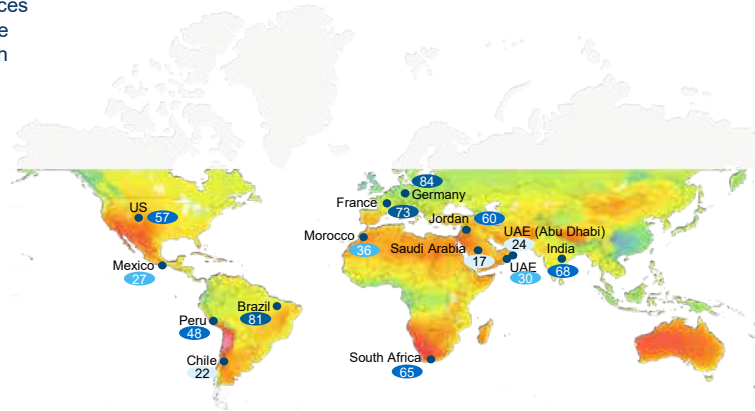 84
Germany
France
73
US
57
Jordan
60
UAE (Abu Dhabi)
24
Morocco
36
Saudi Arabia
17
India
68
UAE
30
Mexico
27
Brazil
81
Peru
48
Chile
22
South Africa
65